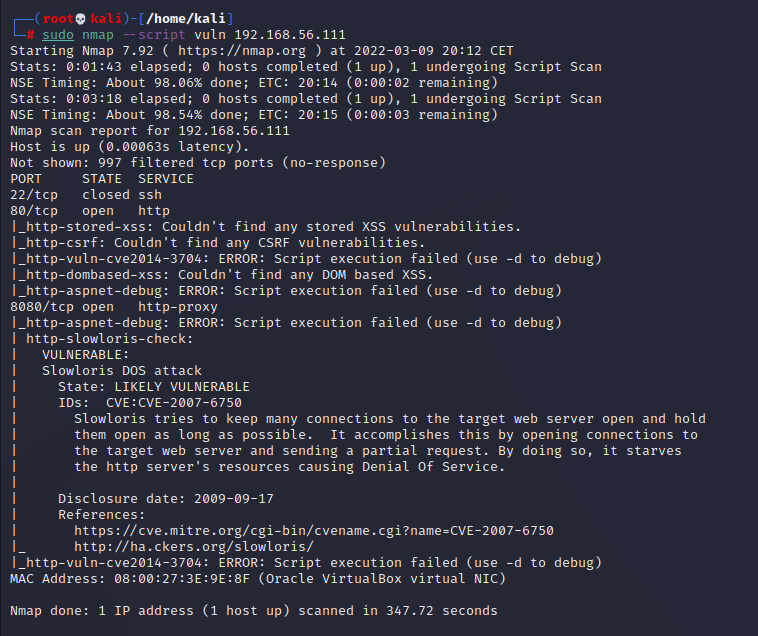 ┌──(root💀kali)-[/home/kali]
└─# sudo nmap --script vuln 192.168.56.111
Starting Nmap 7.92 ( https://nmap.org ) at 2022-03-09 20:12 CET
Stats: 0:01:43 elapsed; 0 hosts completed (1 up), 1 undergoing Script Scan
NSE Timing: About 98.06% done; ETC: 20:14 (0:00:02 remaining)
Stats: 0:03:18 elapsed; 0 hosts completed (1 up), 1 undergoing Script Scan
NSE Timing: About 98.54% done; ETC: 20:15 (0:00:03 remaining)
Nmap scan report for 192.168.56.111
Host is up (0.00063s latency).
Not shown: 997 filtered tcp ports (no-response)
PORT     STATE  SERVICE
22/tcp   closed ssh
80/tcp   open   http
|_http-stored-xss: Couldn't find any stored XSS vulnerabilities.
|_http-csrf: Couldn't find any CSRF vulnerabilities.
|_http-vuln-cve2014-3704: ERROR: Script execution failed (use -d to debug)
|_http-dombased-xss: Couldn't find any DOM based XSS.
|_http-aspnet-debug: ERROR: Script execution failed (use -d to debug)
8080/tcp open   http-proxy
|_http-aspnet-debug: ERROR: Script execution failed (use -d to debug)
| http-slowloris-check:
|   VULNERABLE:
|   Slowloris DOS attack
|     State: LIKELY VULNERABLE
|     IDs:  CVE:CVE-2007-6750
|       Slowloris tries to keep many connections to the target web server open and hold
|       them open as long as possible.  It accomplishes this by opening connections to
|       the target web server and sending a partial request. By doing so, it starves
|       the http server's resources causing Denial Of Service.
|
|     Disclosure date: 2009-09-17
|     References:
|       https://cve.mitre.org/cgi-bin/cvename.cgi?name=CVE-2007-6750
|_      http://ha.ckers.org/slowloris/
|_http-vuln-cve2014-3704: ERROR: Script execution failed (use -d to debug)
MAC Address: 08:00:27:3E:9E:8F (Oracle VirtualBox virtual NIC)

Nmap done: 1 IP address (1 host up) scanned in 347.72 seconds